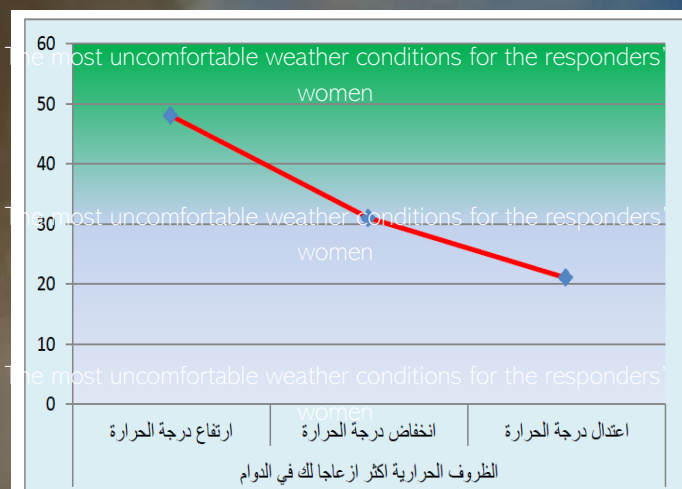 60
The most uncomfortable weather conditions for the responders'
women
50
40
The most uncomfortable weather conditions for the responders'
30
women
20
10
The most uncomfortable weather conditions for the responders'
0
women
ارتفاع درجة الحرارة
انخفاض درجة الحرارة
اعتدال درجة الحرارة
الظروف الحرارية اكثر ازعاجا لك في الدوام